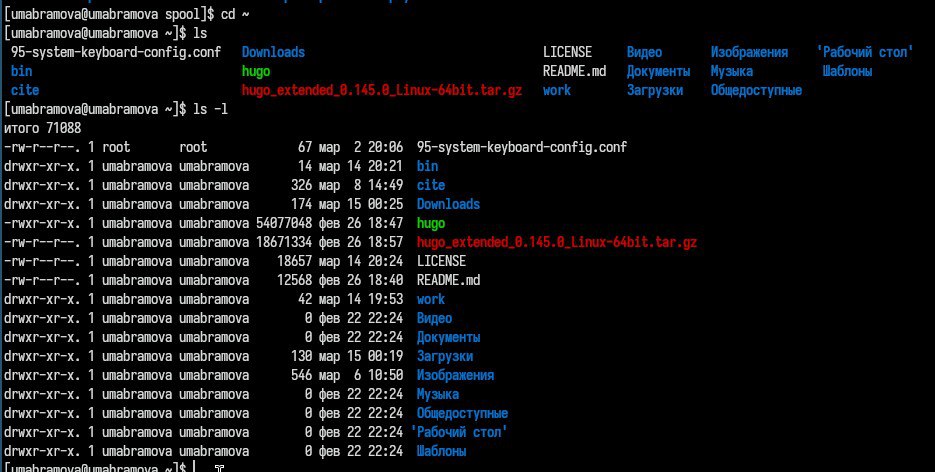 [umabramova@umabramova spool]$ cd ~
[umabramova@umabramova ~]$ ls
95-system-keyboard-config.conf Downloads LICENSE Видео Изображения 'Рабочий стол'
bin hugo README.md Документы Музыка Шаблоны
cite hugo_extended_0.145.0_Linux-64bit.tar.gz work Загрузки Общедоступные
[umabramova@umabramova ~]$ ls -l
итого 71088
-rw-r--r--. 1 root root 67 мар 2 20:06 95-system-keyboard-config.conf
drwxr-xr-x. 1 umabramova umabramova 14 мар 14 20:21 bin
drwxr-xr-x. 1 umabramova umabramova 326 мар 8 14:49 cite
drwxr-xr-x. 1 umabramova umabramova 174 мар 15 00:25 Downloads
-rwxr-xr-x. 1 umabramova umabramova 54077048 фев 26 18:47 hugo
-rw-r--r--. 1 umabramova umabramova 18671334 фев 26 18:57 hugo_extended_0.145.0_Linux-64bit.tar.gz
-rw-r--r--. 1 umabramova umabramova 18657 мар 14 20:24 LICENSE
-rw-r--r--. 1 umabramova umabramova 12568 фев 26 18:40 README.md
drwxr-xr-x. 1 umabramova umabramova 42 мар 14 19:53 work
drwxr-xr-x. 1 umabramova umabramova 0 фев 22 22:24 Видео
drwxr-xr-x. 1 umabramova umabramova 0 фев 22 22:24 Документы
drwxr-xr-x. 1 umabramova umabramova 130 мар 15 00:19 Загрузки
drwxr-xr-x. 1 umabramova umabramova 546 мар 6 10:50 Изображения
drwxr-xr-x. 1 umabramova umabramova 0 фев 22 22:24 Музыка
drwxr-xr-x. 1 umabramova umabramova 0 фев 22 22:24 Общедоступные
drwxr-xr-x. 1 umabramova umabramova 0 фев 22 22:24 'Рабочий стол'
drwxr-xr-x. 1 umabramova umabramova 0 фев 22 22:24 Шаблоны
[umabramova@umabramova ~]$